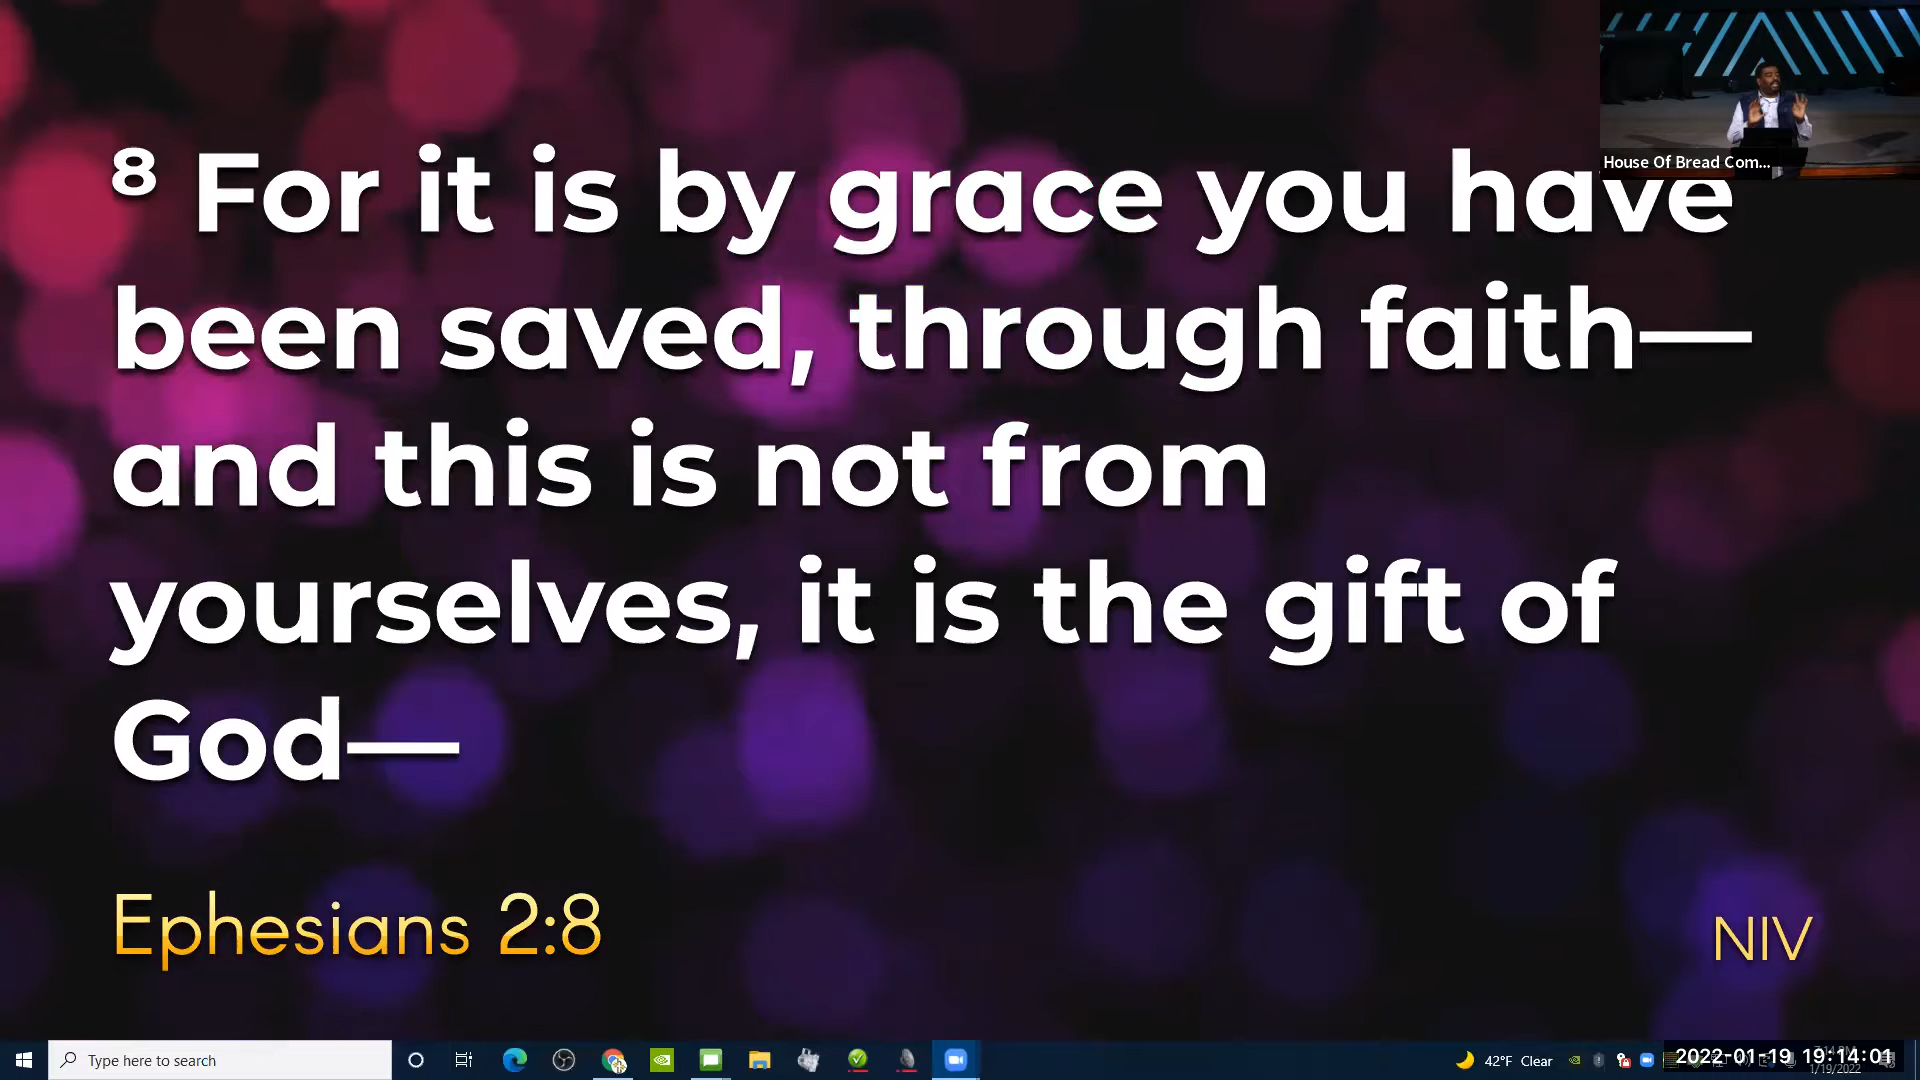 House Of Bread Com...
8 For it is by grace you have
been saved, through faith—
and this is not from
yourselves, it is the gift of
God—
Ephesians 2:8
NIV
Type here to search
42°F Clear
2022-01-19 19:14:01
1/19/2022